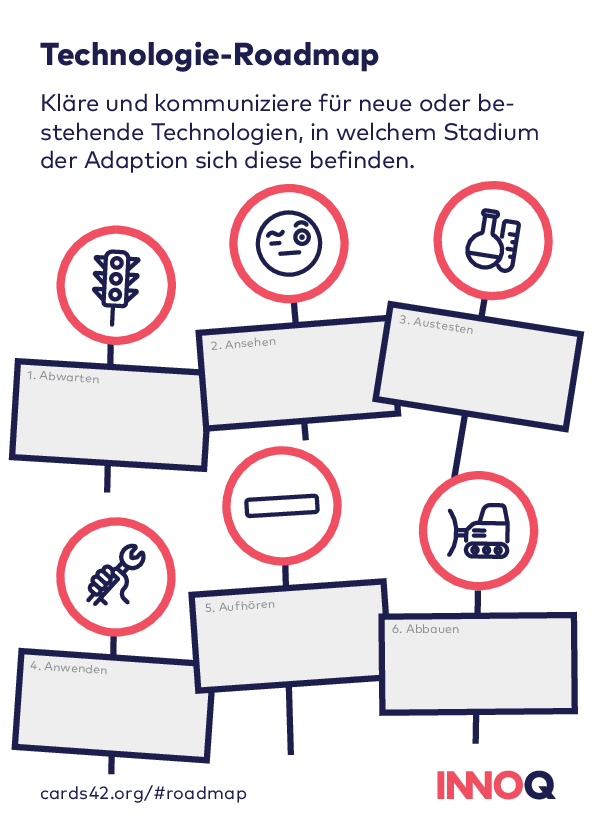 Technologie-Roadmap
Kläre und kommuniziere für neue oder be-
stehende Technologien, in welchem Stadium
der Adaption sich diese befinden.
1. Abwarten
2. Ansehen
3. Austesten
4. Anwenden
5. Aufhören
6. Abbauen
cards42.org/#roadmap
INNOQ